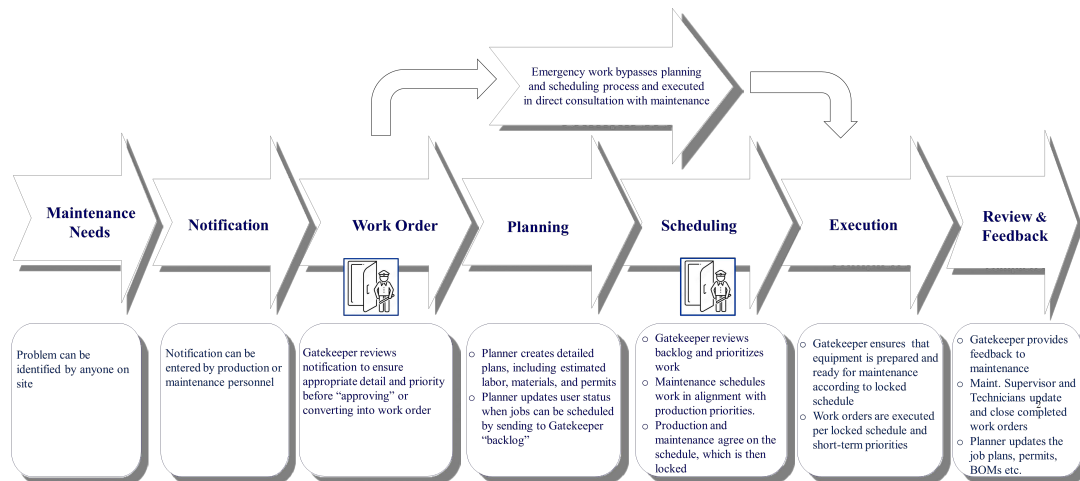 Emergency work bypasses planning
and scheduling process and executed
in direct consultation with maintenance
Maintenance
Needs
Notification
Work Order
Planning
Scheduling
Execution
Review &
Feedback
Problem can be
identified by anyone on
site
Notification can be
entered by production or
maintenance personnel
Gatekeeper reviews
notification to ensure
appropriate detail and priority
before “approving” or
converting into work order
o Planner creates detailed
plans, including estimated
labor, materials, and permits
o Planner updates user status
when jobs can be scheduled
by sending to Gatekeeper
“backlog”
o Gatekeeper reviews
backlog and prioritizes
work
o Maintenance schedules
work in alignment with
production priorities.
o Production and
maintenance agree on the
schedule, which is then
locked
o Gatekeeper ensures that
equipment is prepared and
ready for maintenance
according to locked
schedule
o Work orders are executed
per locked schedule and
short-term priorities
o Gatekeeper provides
feedback to
maintenance
o Maint. Supervisor and
Technicians update
and close completed
work orders
o Planner updates the
job plans, permits,
BOMs etc.
2